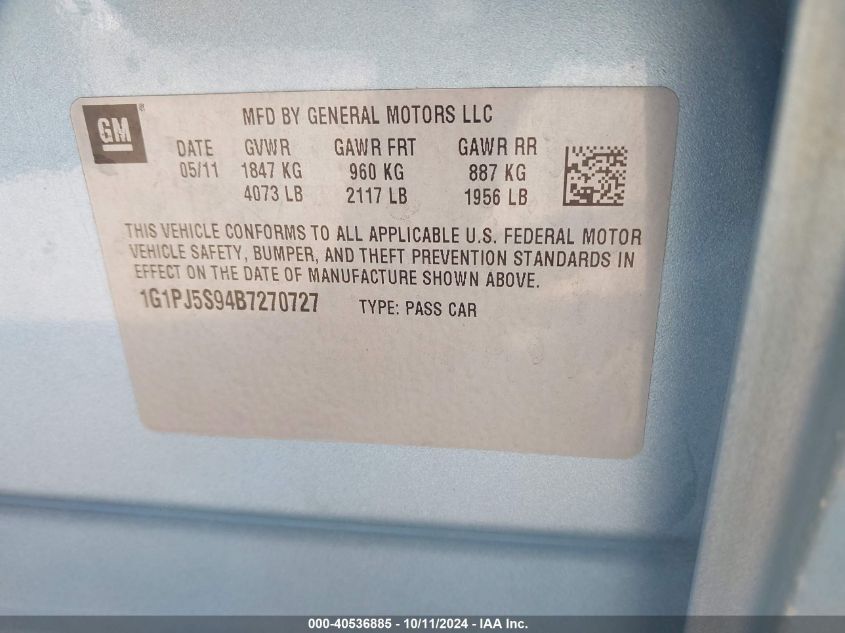 GM
MFD BY GENERAL MOTORS LLC
DATE GVWR GAWR FRT GAWR RR
05/11 1847 KG 960 KG 887 KG
4073 LB 2117 LB 1956 LB
THIS VEHICLE CONFORMS TO ALL APPLICABLE U.S. FEDERAL MOTOR
VEHICLE SAFETY, BUMPER, AND THEFT PREVENTION STANDARDS IN
EFFECT ON THE DATE OF MANUFACTURE SHOWN ABOVE.
1G1PJ5S94B7270727 TYPE: PASS CAR
000-40536885 - 10/11/2024 - IAA Inc.